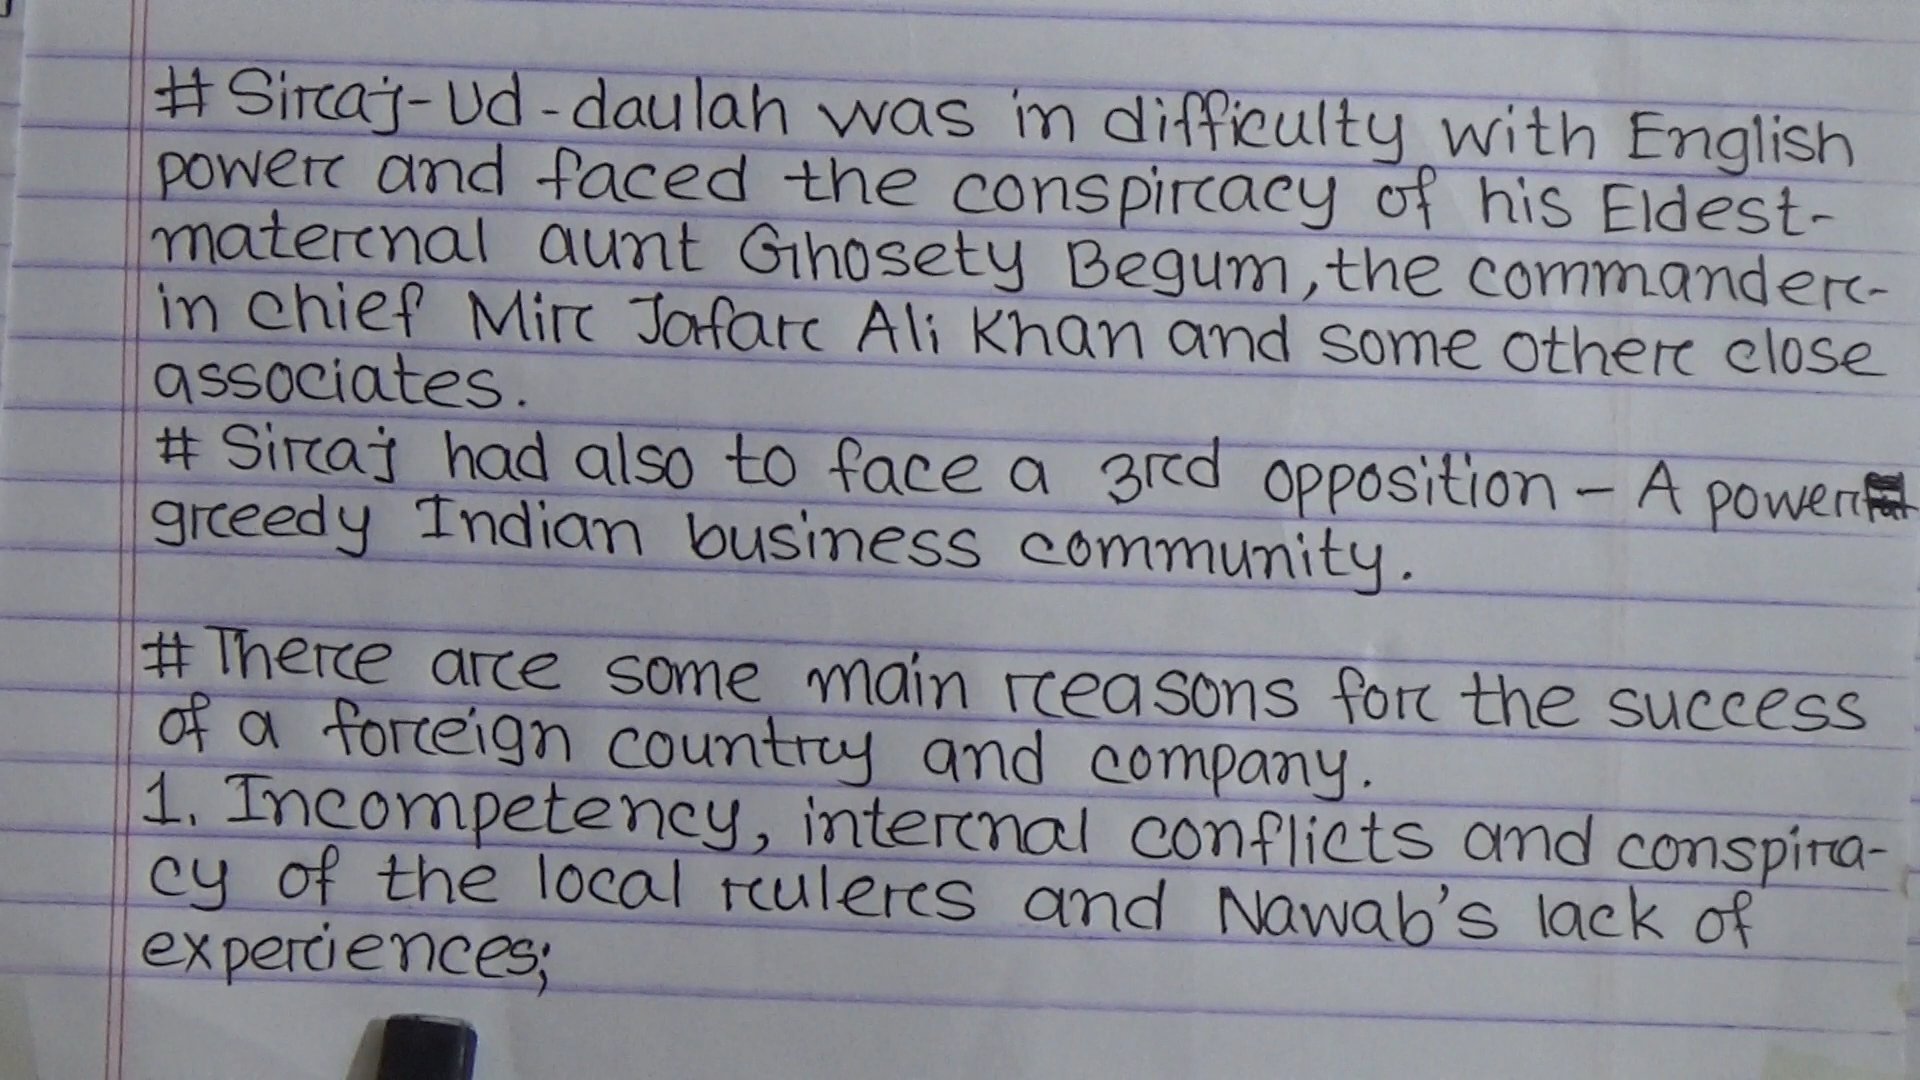 # Siraj-Ud-daulah was in difficulty with English
power and faced the conspiracy of his Eldest-
maternal aunt Ghosety Begum, the commander-
in chief Mir Jafar Ali Khan and some other close
associates.
# Siraj had also to face a 3rd opposition - A power
greedy Indian business community.
# There are some main reasons for the success
of a foreign country and company.
1. Incompetency, internal conflicts and conspira-
cy of the local rulers and Nawab's lack of
experiences;